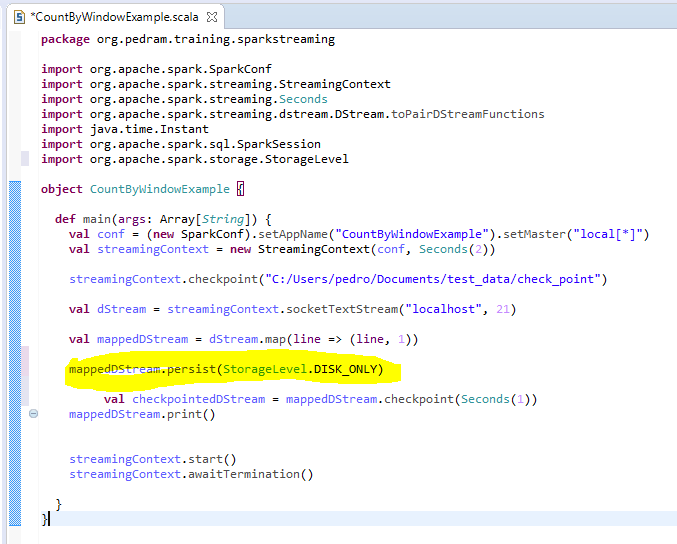 *CountByWindowExample.scala
package org.pedram.training.sparkstreaming
import org.apache.spark.SparkConf
import org.apache.spark.streaming.StreamingContext
import org.apache.spark.streaming.Seconds
import org.apache.spark.streaming.dstream.DStream.toPairDStreamFunctions
import java.time.Instant
import org.apache.spark.sql.SparkSession
import org.apache.spark.storage.StorageLevel
object CountByWindowExample {
def main(args: Array[String]) {
val conf = (new SparkConf).setAppName("CountByWindowExample").setMaster("local[*]")
val streamingContext = new StreamingContext(conf, Seconds(2))
streamingContext.checkpoint("C:/Users/pedro/Documents/test_data/check_point")
val dStream = streamingContext.socketTextStream("localhost", 21)
val mappedDStream = dStream.map(line => (line, 1))
mappedDStream.persist(StorageLevel.DISK_ONLY)
val checkpointedDStream = mappedDStream.checkpoint(Seconds(1))
mappedDStream.print()
streamingContext.start()
streamingContext.awaitTermination()
}
}